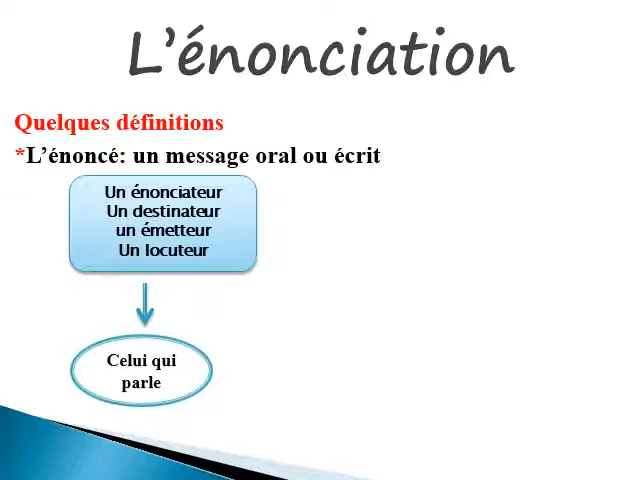 L’énonciation
Quelques définitions
*L’énoncé: un message oral ou écrit
Un énonciateur
Un destinateur
un émetteur
Un locuteur
Celui qui
parle